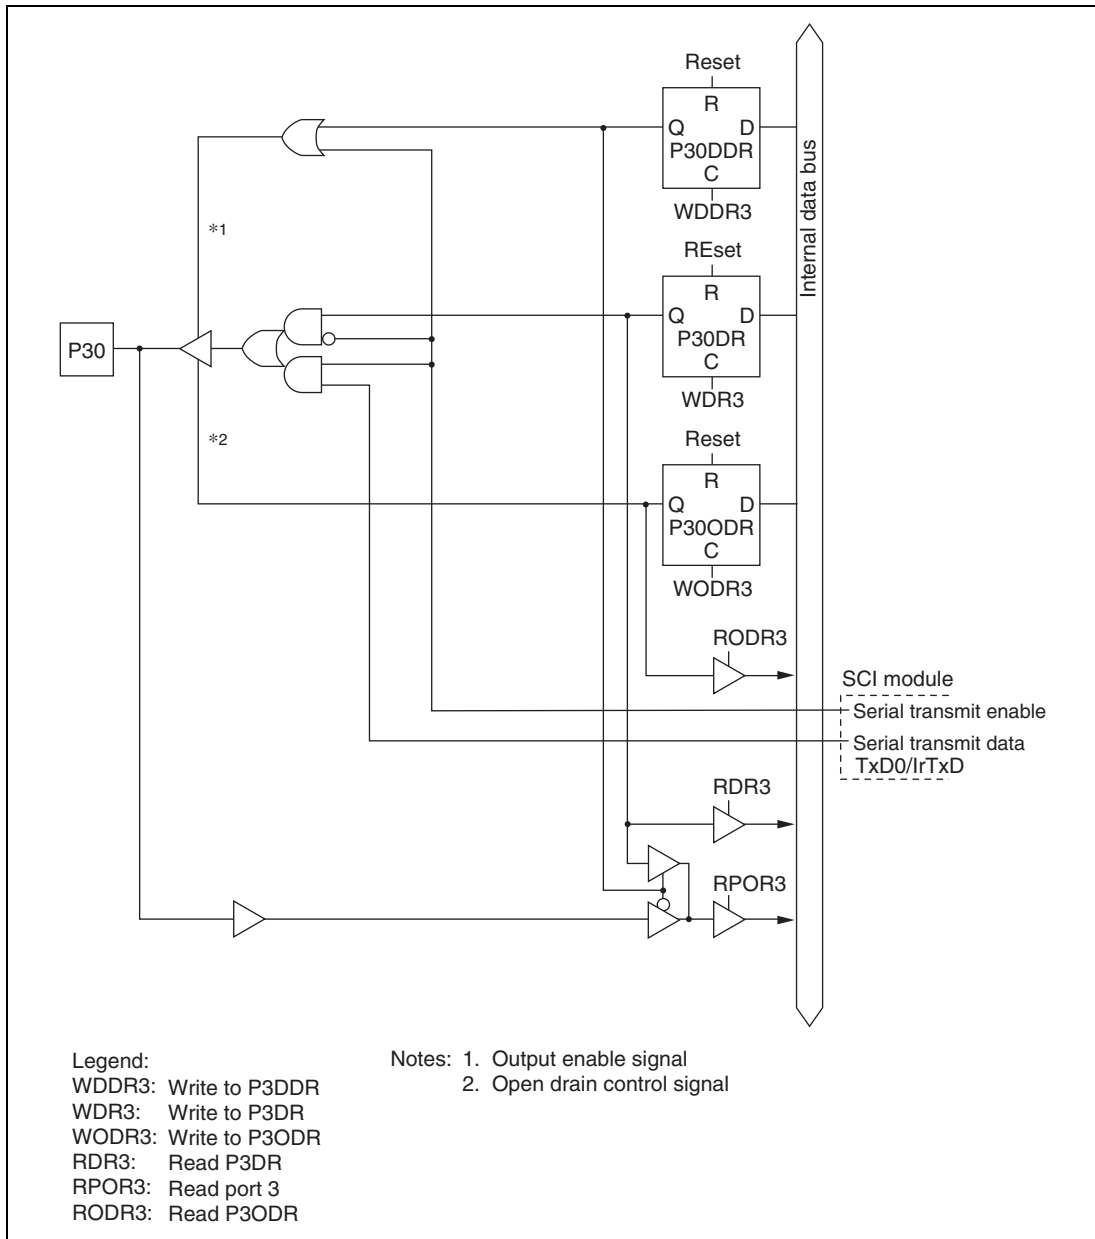 Reset
R
Q D
P30DDR
C
WDDR3
Internal data bus
*1
REset
R
Q D
P30DR
C
WDR3
P30
*2
Reset
R
Q D
P30ODR
C
WODR3
RODR3
SCI module
Serial transmit enable
Serial transmit data
TxD0/IrTxD
RDR3
RPOR3
Legend:
WDDR3: Write to P3DDR
WDR3: Write to P3DR
WODR3: Write to P3ODR
RDR3: Read P3DR
RPOR3: Read port 3
RODR3: Read P3ODR
Notes: 1. Output enable signal
2. Open drain control signal